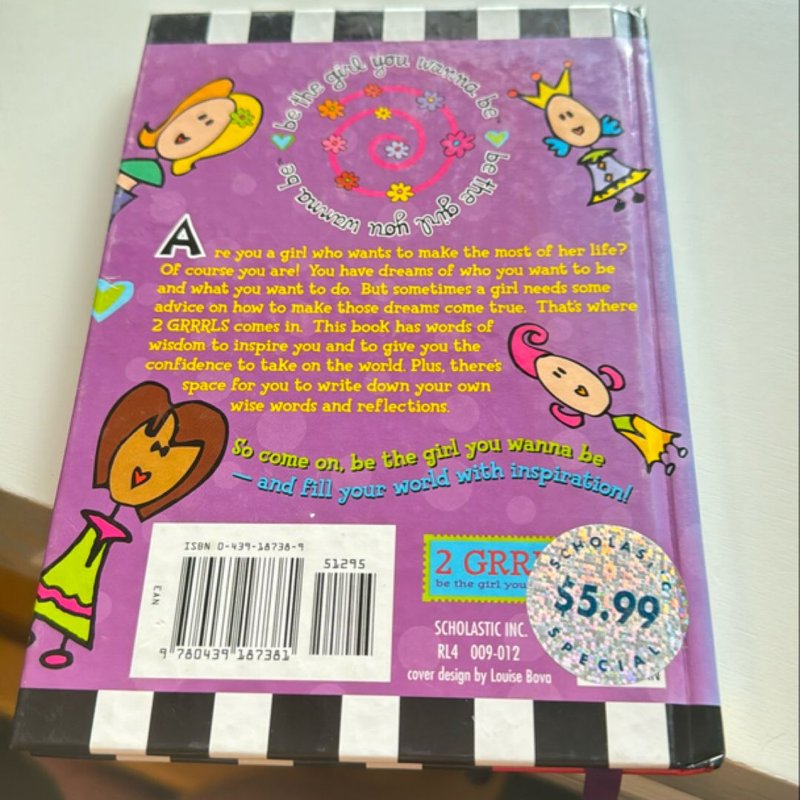 be the girl you wanna be
be the girl you wanna be
Are you a girl who wants to make the most of her life?
Of course you are! You have dreams of who you want to be
and what you want to do. But sometimes a girl needs some
advice on how to make those dreams come true. That's where
2 GRRRLS comes in. This book has words of
wisdom to inspire you and to give you the
confidence to take on the world. Plus, there's
space for you to write down your own
wise words and reflections.
So come on, be the girl you wanna be
— and fill your world with inspiration!
ISBN 0-439-18738-9
51295
EAN
9 780439 187381
2 GRR
be the girl you
SCHOLASTIC
$5.99
SPECIAL
SCHOLASTIC INC.
RL4 009-012
cover design by Louise Bova